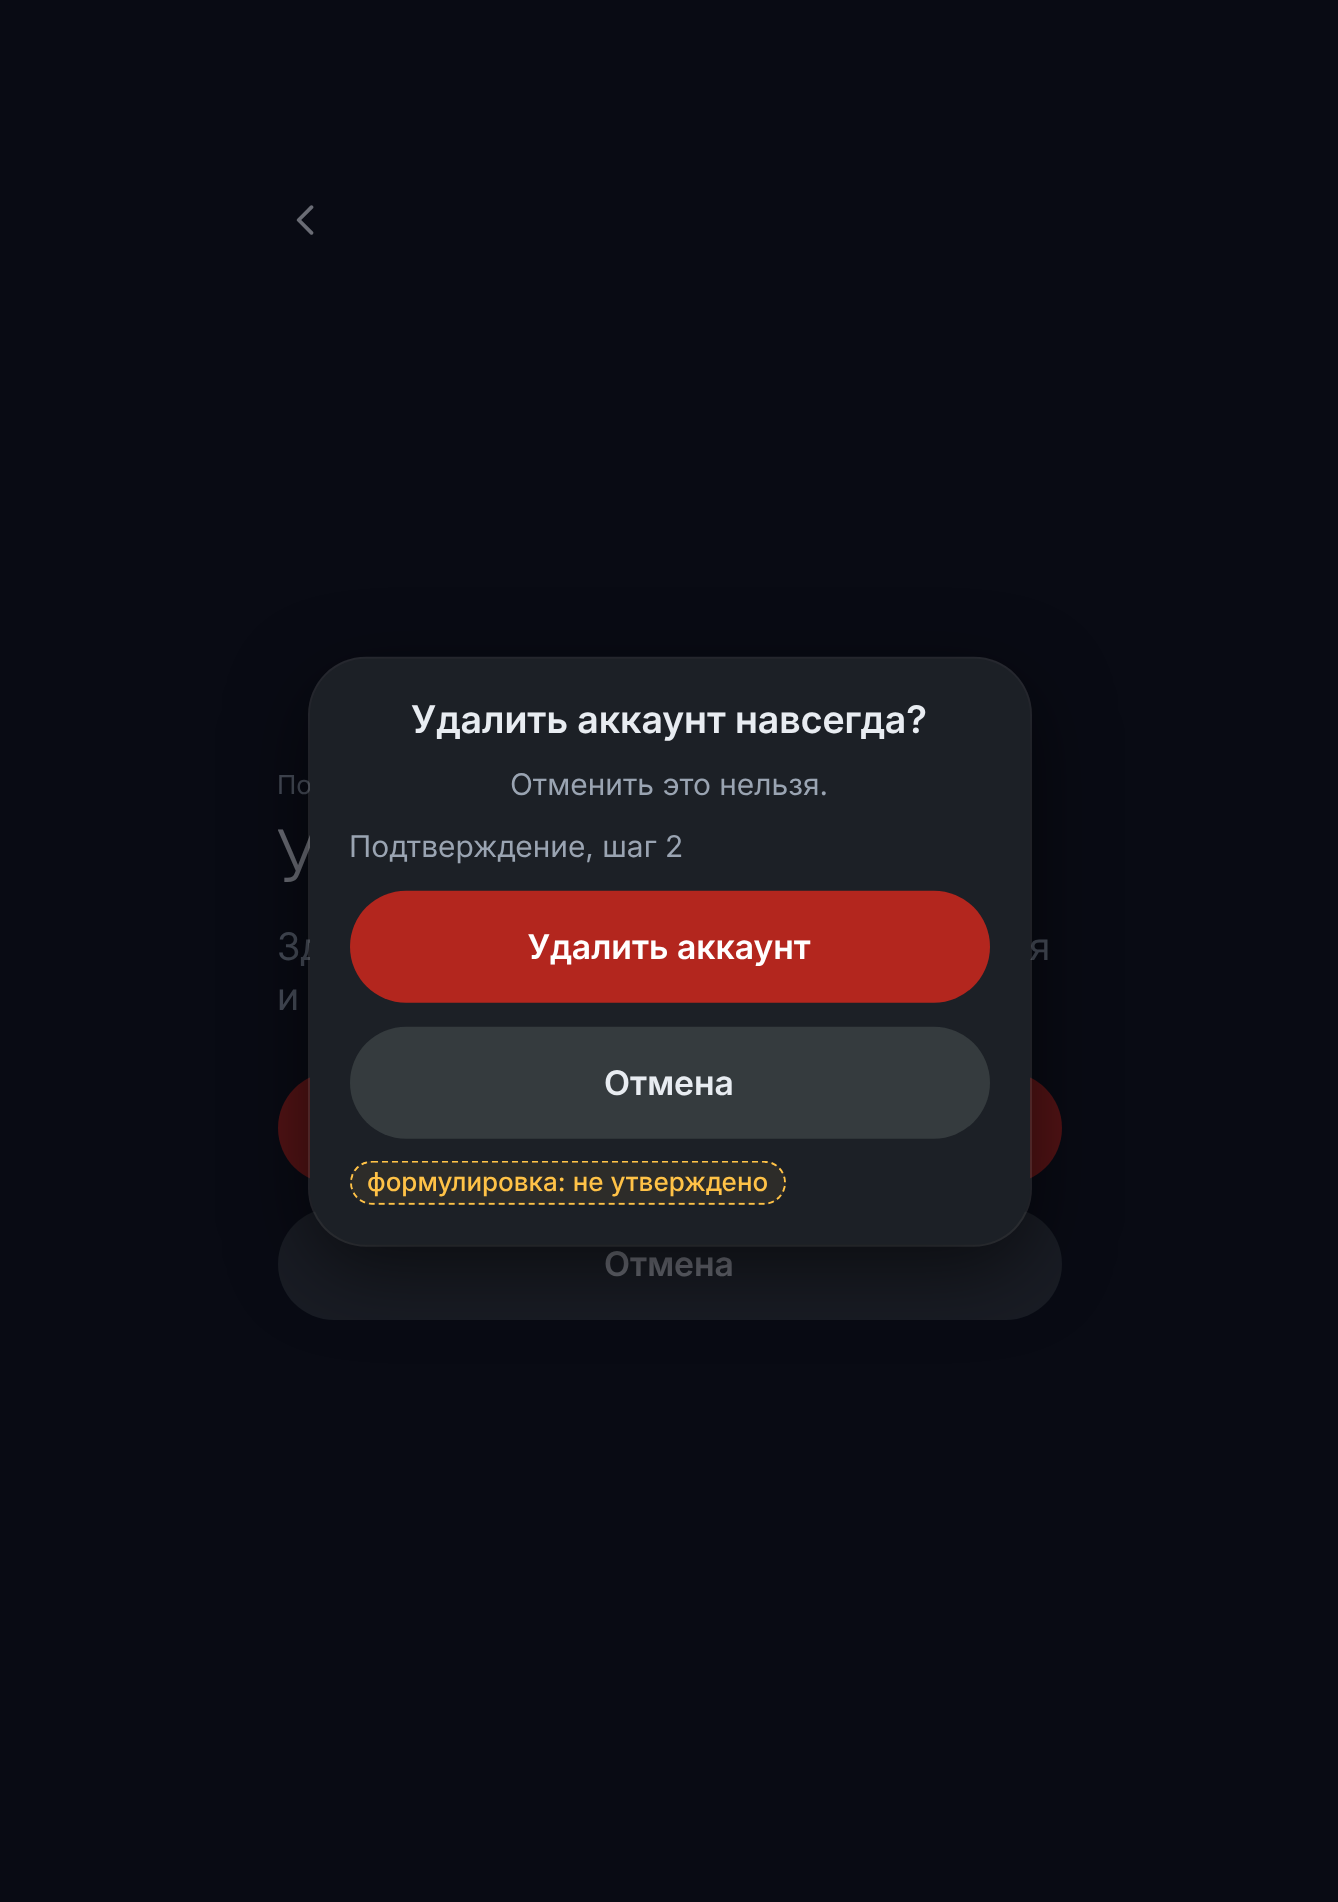 Удалить аккаунт навсегда?
Отменить это нельзя.
Подтверждение, шаг 2
Удалить аккаунт
Отмена
формулировка: не утверждено
и
Отмена